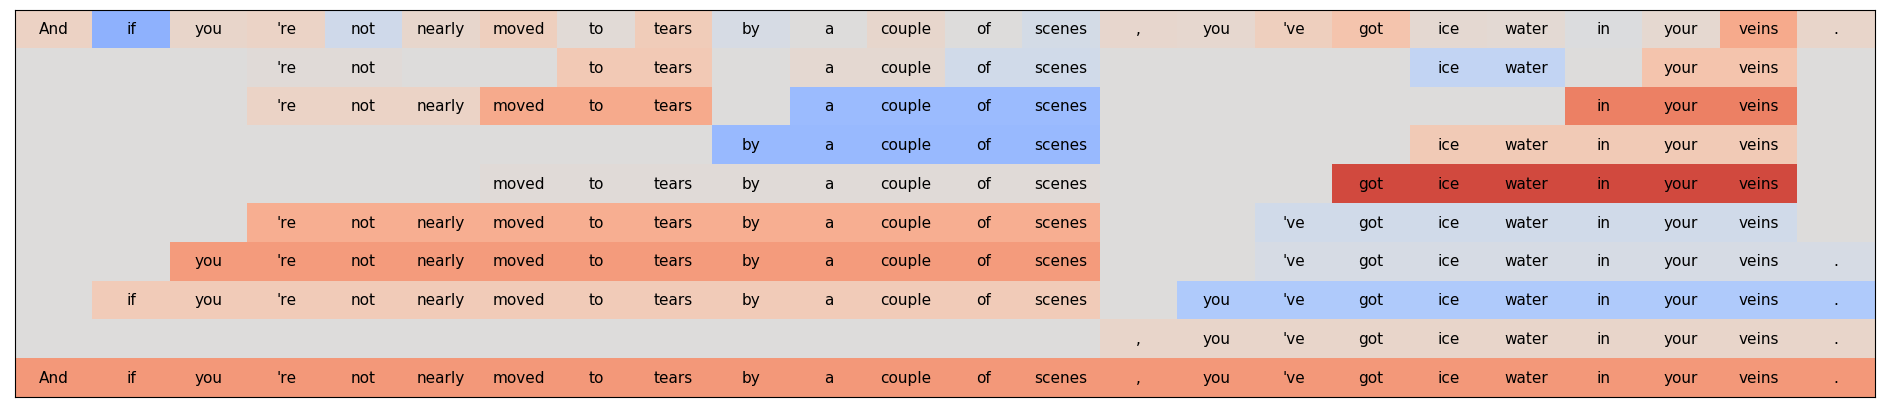 And if you 're not nearly moved to tears by a couple of scenes , you 've got ice water in your veins .
're not to tears a couple of scenes ice water your veins
're not nearly moved to tears a couple of scenes in your veins
by a couple of scenes ice water in your veins
moved to tears by a couple of scenes got ice water in your veins
're not nearly moved to tears by a couple of scenes 've got ice water in your veins
you 're not nearly moved to tears by a couple of scenes 've got ice water in your veins .
if you 're not nearly moved to tears by a couple of scenes you 've got ice water in your veins .
, you 've got ice water in your veins .
And if you 're not nearly moved to tears by a couple of scenes , you 've got ice water in your veins .